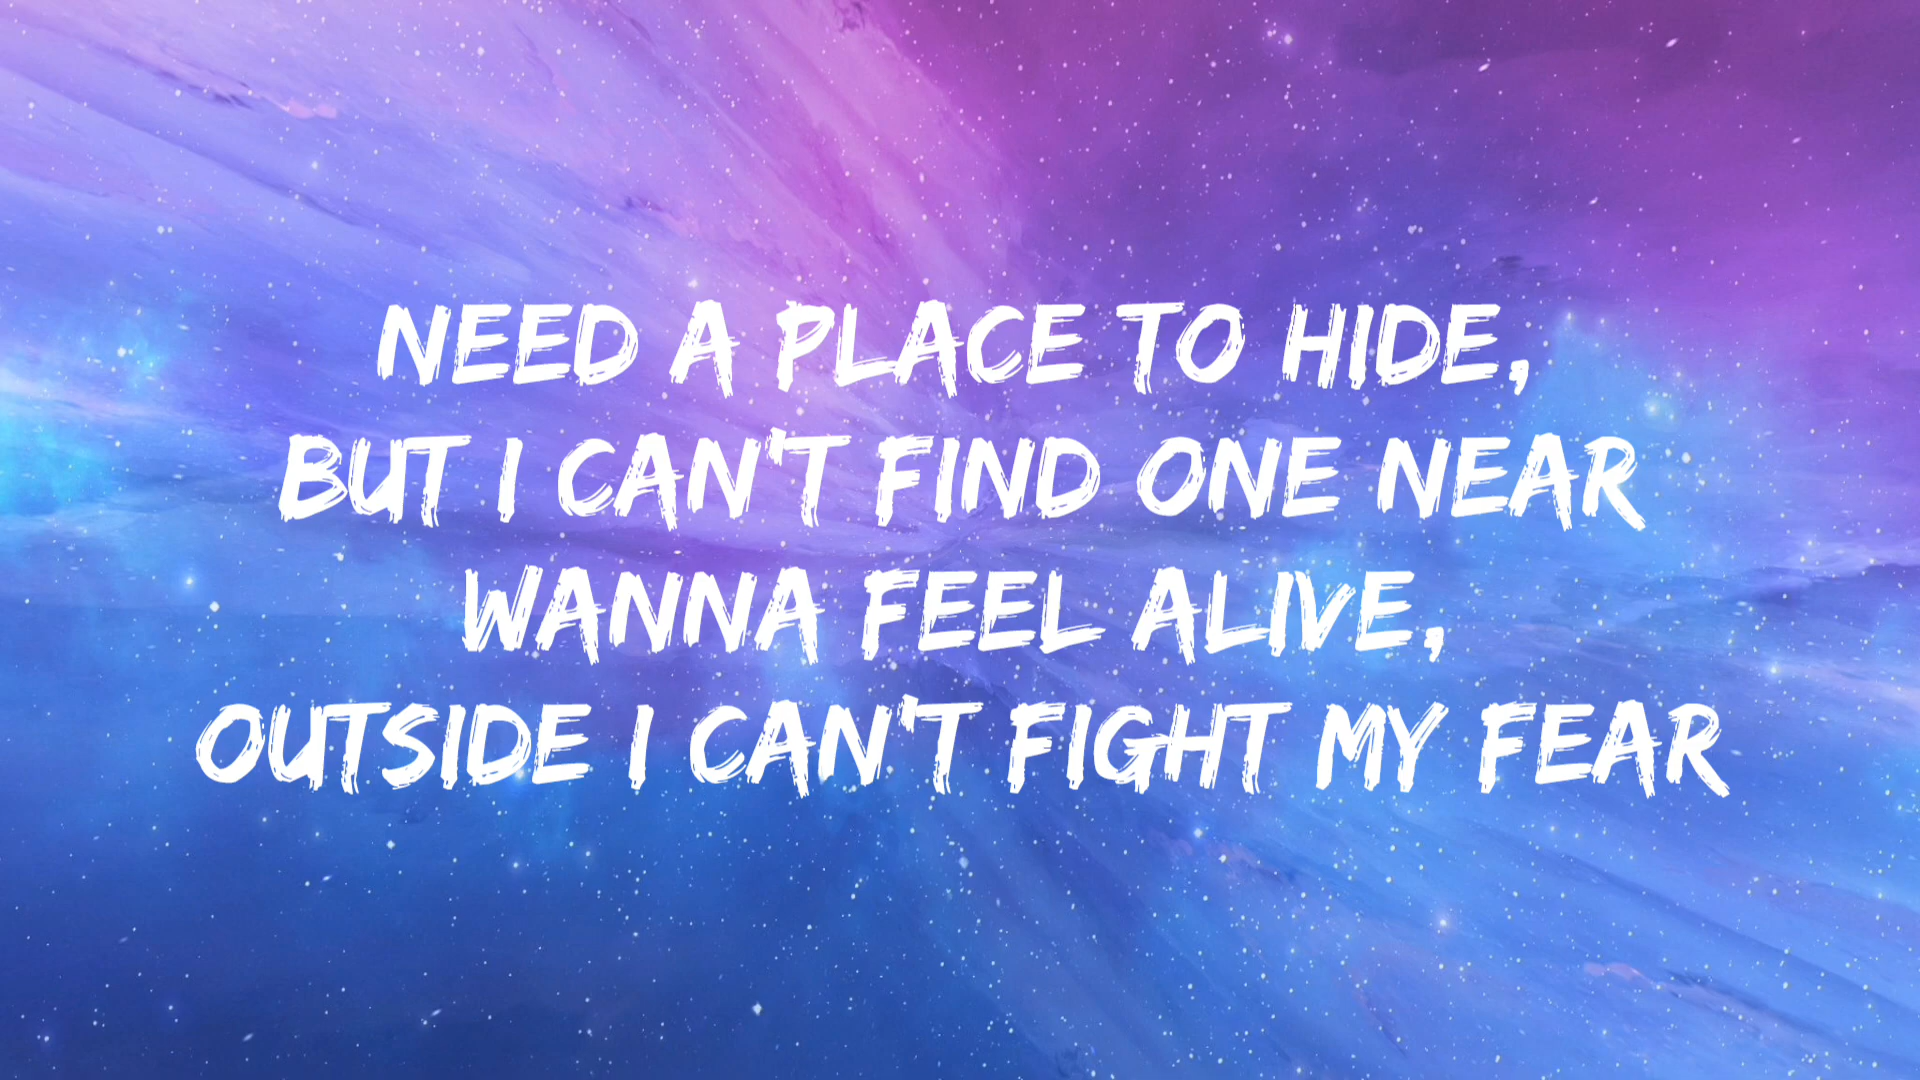 NEED A PLACE TO HIDE,
BUT I CAN'T FIND ONE NEAR
WANNA FEEL ALIVE,
OUTSIDE I CAN'T FIGHT MY FEAR